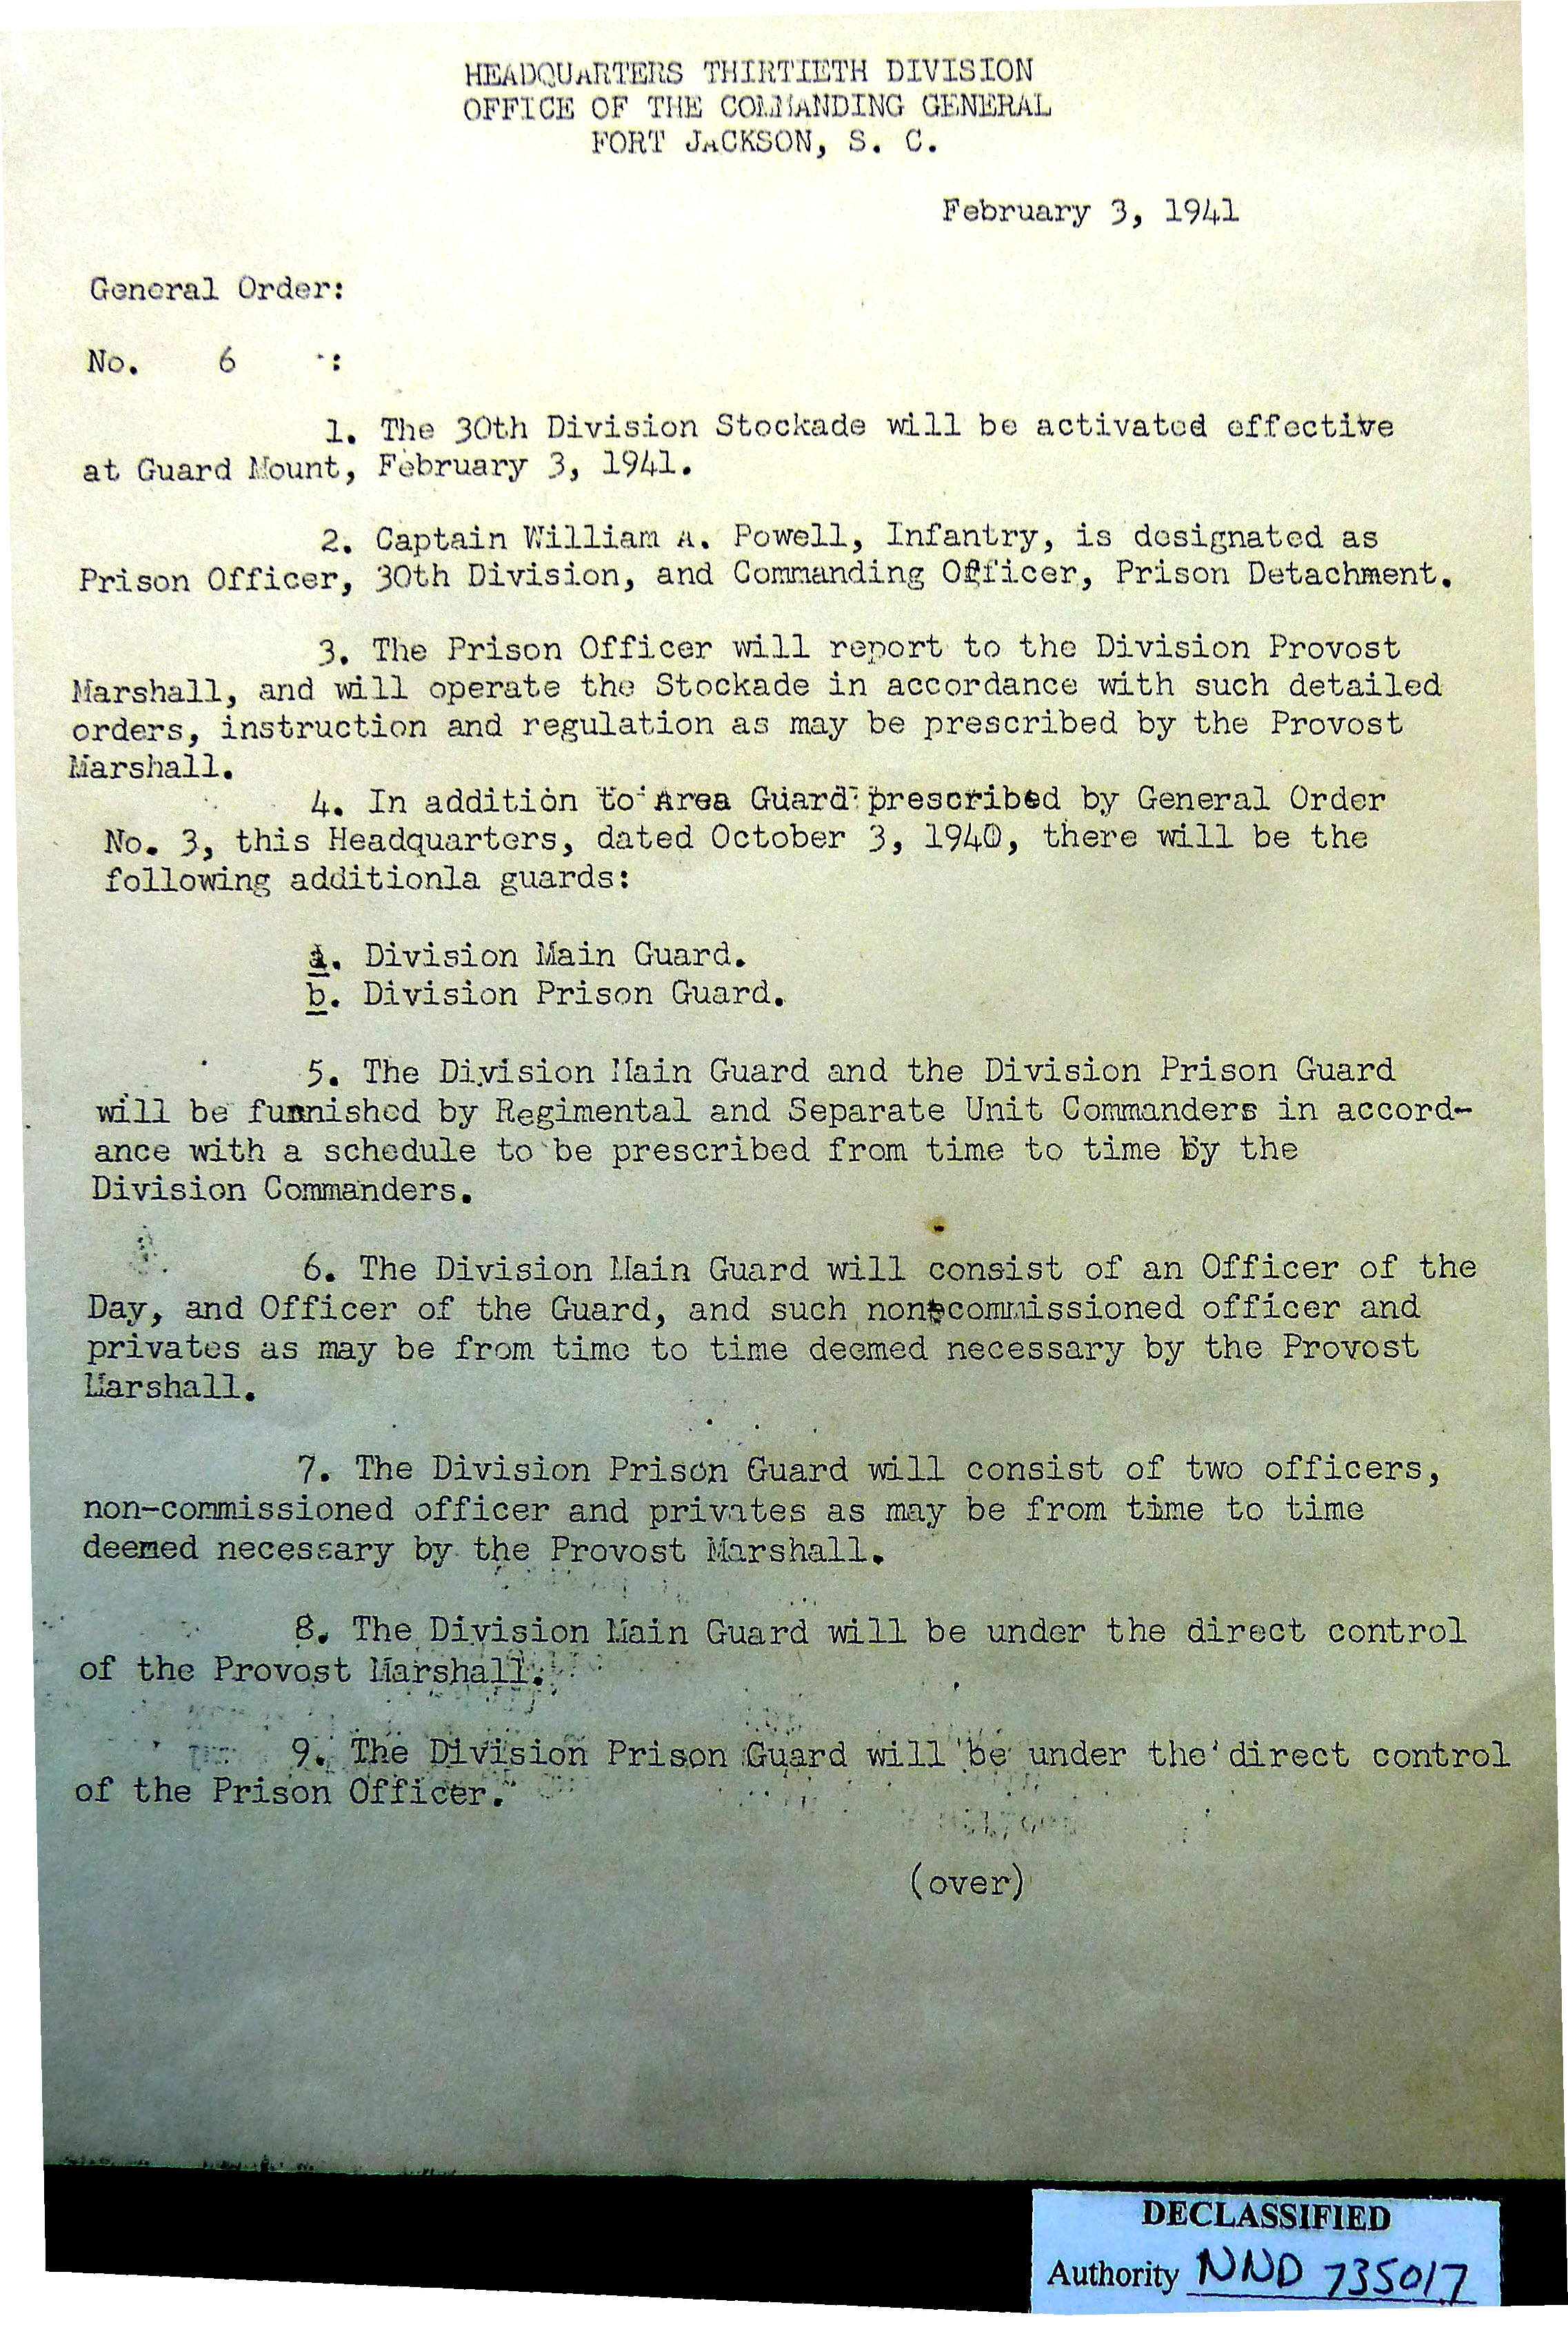 HEADQUARTERS THIRTIETH DIVISION
OFFICE OF THE COMMANDING GENERAL
FORT JACKSON, S. C.
February 3, 1941
General Order:
No. 6 :
1. The 30th Division Stockade will be activated effective
at Guard Mount, February 3, 1941.
2. Captain William A. Powell, Infantry, is designated as
Prison Officer, 30th Division, and Commanding Officer, Prison Detachment.
3. The Prison Officer will report to the Division Provost
Marshall, and will operate the Stockade in accordance with such detailed
orders, instruction and regulation as may be prescribed by the Provost
Marshall.
4. In addition to Area Guard prescribed by General Order
No. 3, this Headquarters, dated October 3, 1940, there will be the
following additionla guards:
a. Division Main Guard.
b. Division Prison Guard.
5. The Division Main Guard and the Division Prison Guard
will be furnished by Regimental and Separate Unit Commanders in accord-
ance with a schedule to be prescribed from time to time by the
Division Commanders.
6. The Division Main Guard will consist of an Officer of the
Day, and Officer of the Guard, and such non-commissioned officer and
privates as may be from time to time deemed necessary by the Provost
Marshall.
7. The Division Prison Guard will consist of two officers,
non-commissioned officer and privates as may be from time to time
deemed necessary by the Provost Marshall.
8. The Division Main Guard will be under the direct control
of the Provost Marshall.
9. The Division Prison Guard will be under the direct control
of the Prison Officer.
(over)
DECLASSIFIED
Authority NND 735017